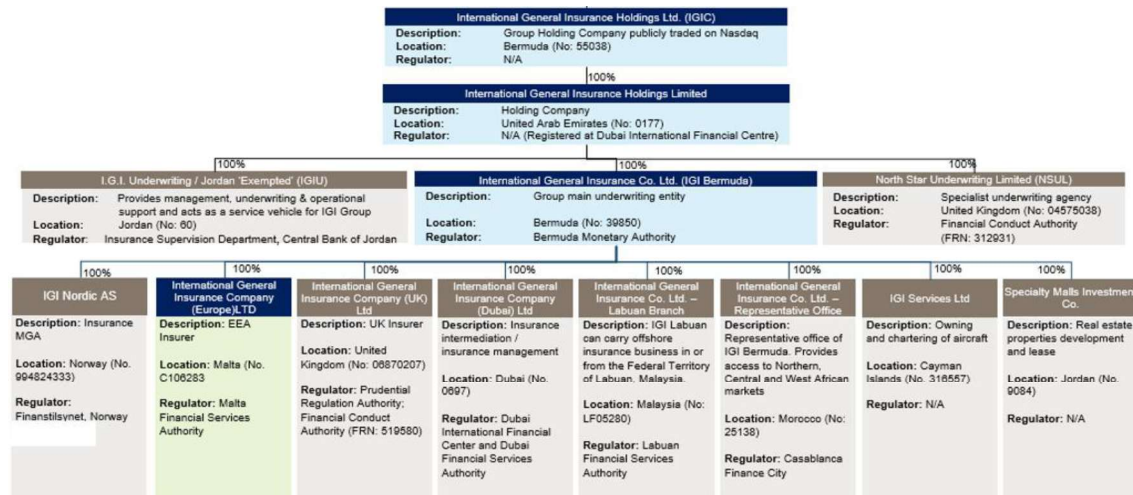 International General Insurance Holdings Ltd. (IGIC)
Description: Group Holding Company publicly traded on Nasdaq
Location: Bermuda (No: 55038)
Regulator: N/A
100%
International General Insurance Holdings Limited
Description: Holding Company
Location: United Arab Emirates (No: 0177)
Regulator: N/A (Registered at Dubai International Financial Centre)
100%
100%
100%
I.G.I. Underwriting / Jordan 'Exempted' (IGIU)
Description: Provides management, underwriting & operational
support and acts as a service vehicle for IGI Group
Location: Jordan (No: 60)
Regulator: Insurance Supervision Department, Central Bank of Jordan
International General Insurance Co. Ltd. (IGI Bermuda)
Description: Group main underwriting entity
Location: Bermuda (No: 39850)
Regulator: Bermuda Monetary Authority
North Star Underwriting Limited (NSUL)
Description: Specialist underwriting agency
Location: United Kingdom (No: 04575038)
Regulator: Financial Conduct Authority
(FRN: 312931)
100%
100%
100%
100%
100%
100%
100%
100%
IGI Nordic AS
Description: Insurance
MGA
Location: Norway (No.
994824333)
Regulator:
Finanstilsynet, Norway
International General
Insurance Company
(Europe)LTD
Description: EEA
Insurer
Location: Malta (No.
C106283
Regulator: Malta
Financial Services
Authority
International General
Insurance Company (UK)
Ltd
Description: UK Insurer
Location: United
Kingdom (No: 06870207)
Regulator: Prudential
Regulation Authority;
Financial Conduct
Authority (FRN: 519580)
International General
Insurance Company
(Dubai) Ltd
Description: Insurance
intermediation /
insurance management
Location: Dubai (No.
0697)
Regulator: Dubai
International Financial
Center and Dubai
Financial Services
Authority
International General
Insurance Co. Ltd. –
Labuan Branch
Description: IGI Labuan
can carry offshore
insurance business in or
from the Federal Territory
of Labuan, Malaysia.
Location: Malaysia (No:
LF05280)
Regulator: Labuan
Financial Services
Authority
International General
Insurance Co. Ltd. –
Representative Office
Description:
Representative office of
IGI Bermuda. Provides
access to Northern,
Central and West African
markets
Location: Morocco (No:
25138)
Regulator: Casablanca
Finance City
IGI Services Ltd
Description: Owning
and chartering of aircraft
Location: Cayman
Islands (No. 316557)
Regulator: N/A
Specialty Malls Investment
Co.
Description: Real estate
properties development
and lease
Location: Jordan (No.
9084)
Regulator: N/A